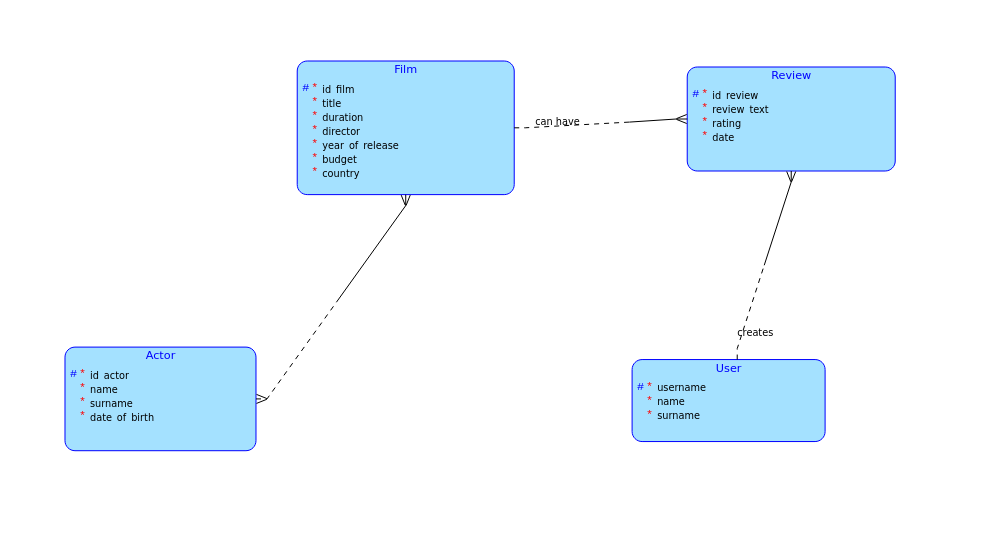 Film
# * id film
* title
* duration
* director
* year of release
* budget
* country
can have
Review
# * id review
* review text
* rating
* date
Actor
# * id actor
* name
* surname
* date of birth
creates
User
# * username
* name
* surname